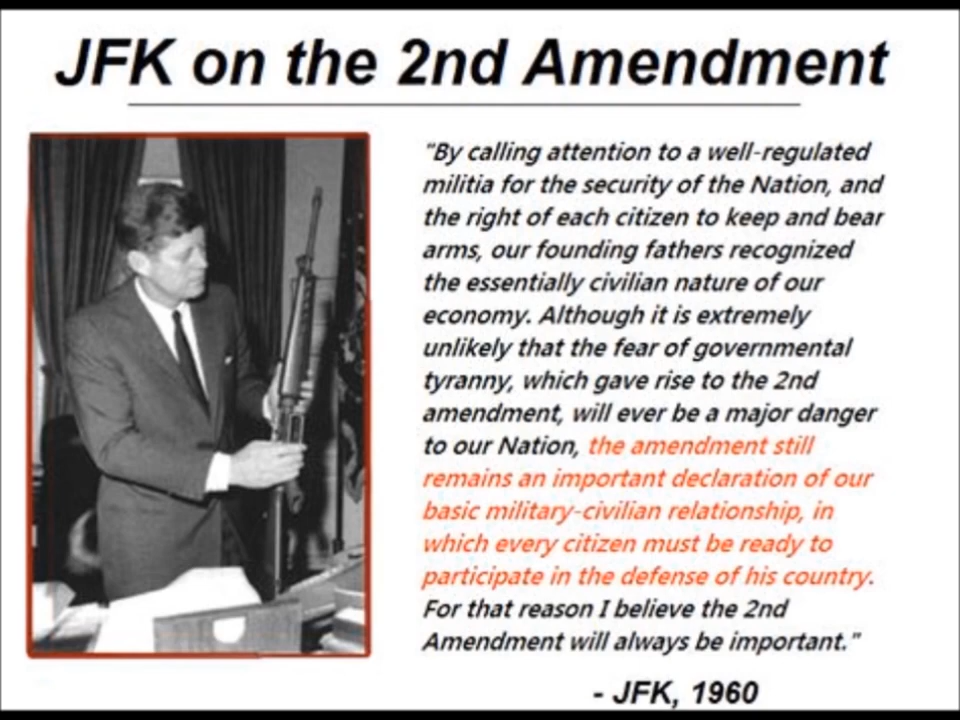 JFK on the 2nd Amendment
"By calling attention to a well-regulated
militia for the security of the Nation, and
the right of each citizen to keep and bear
arms, our founding fathers recognized
the essentially civilian nature of our
economy. Although it is extremely
unlikely that the fear of governmental
tyranny, which gave rise to the 2nd
amendment, will ever be a major danger
to our Nation, the amendment still
remains an important declaration of our
basic military-civilian relationship, in
which every citizen must be ready to
participate in the defense of his country.
For that reason I believe the 2nd
Amendment will always be important."
- JFK, 1960